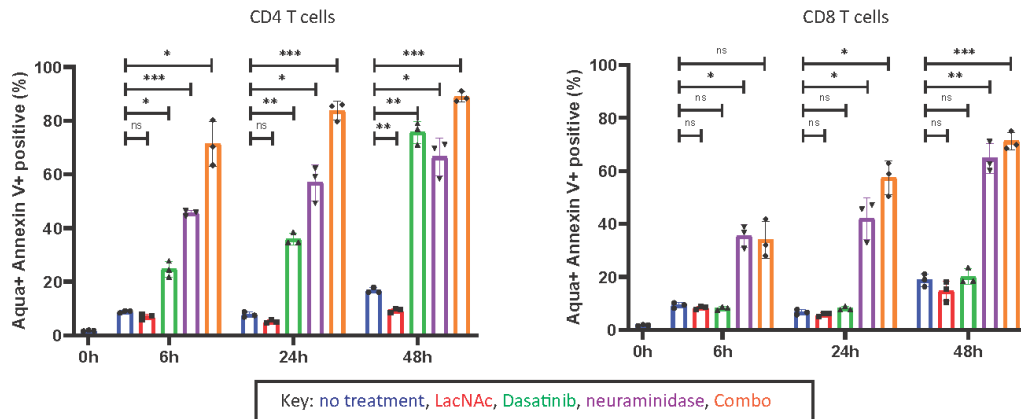 CD4 T cells
*
***
*
ns
***
*
**
ns
***
*
**
**
Aqua+ Annexin V+ positive (%)
100
80
60
40
20
0
0h 6h 24h 48h
CD8 T cells
ns
*
ns
ns
*
*
ns
ns
***
**
ns
ns
Aqua+ Annexin V+ positive (%)
100
80
60
40
20
0
0h 6h 24h 48h
Key: no treatment, LacNAc, Dasatinib, neuraminidase, Combo